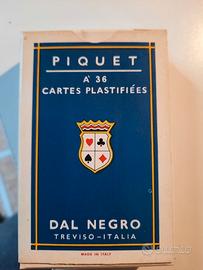 PIQUET
À 36
CARTES PLASTIFIÉES
DAL NEGRO
TREVISO-ITALIA
MADE IN ITALY